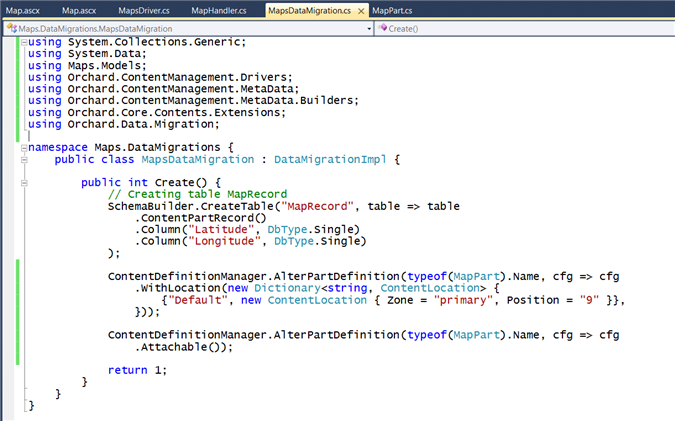 Map.ascx Map.ascx MapsDriver.cs MapHandler.cs MapsDataMigration.cs MapPart.cs
Maps.DataMigrations.MapsDataMigration Create()
using System.Collections.Generic;
using System.Data;
using Maps.Models;
using Orchard.ContentManagement.Drivers;
using Orchard.ContentManagement.MetaData;
using Orchard.ContentManagement.MetaData.Builders;
using Orchard.Core.Contents.Extensions;
using Orchard.Data.Migration;
namespace Maps.DataMigrations {
public class MapsDataMigration : DataMigrationImpl {
public int Create() {
// Creating table MapRecord
SchemaBuilder.CreateTable("MapRecord", table => table
.ContentPartRecord()
.Column("Latitude", DbType.Single)
.Column("Longitude", DbType.Single)
);
ContentDefinitionManager.AlterPartDefinition(typeof(MapPart).Name, cfg => cfg
.WithLocation(new Dictionary<string, ContentLocation> {
{"Default", new ContentLocation { Zone = "primary", Position = "9" }},
}));
ContentDefinitionManager.AlterPartDefinition(typeof(MapPart).Name, cfg => cfg
.Attachable());
return 1;
}
}
}